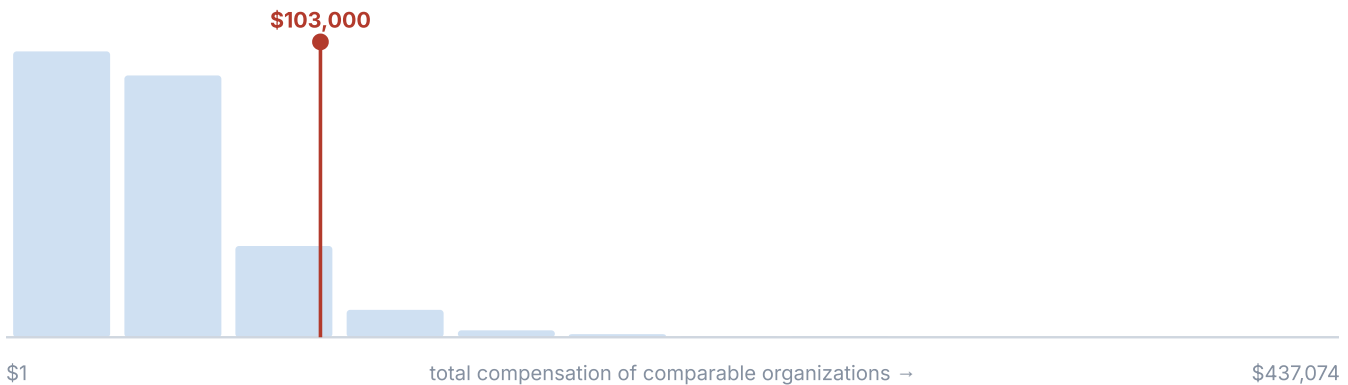 $103,000
$1
total compensation of comparable organizations →
$437,074